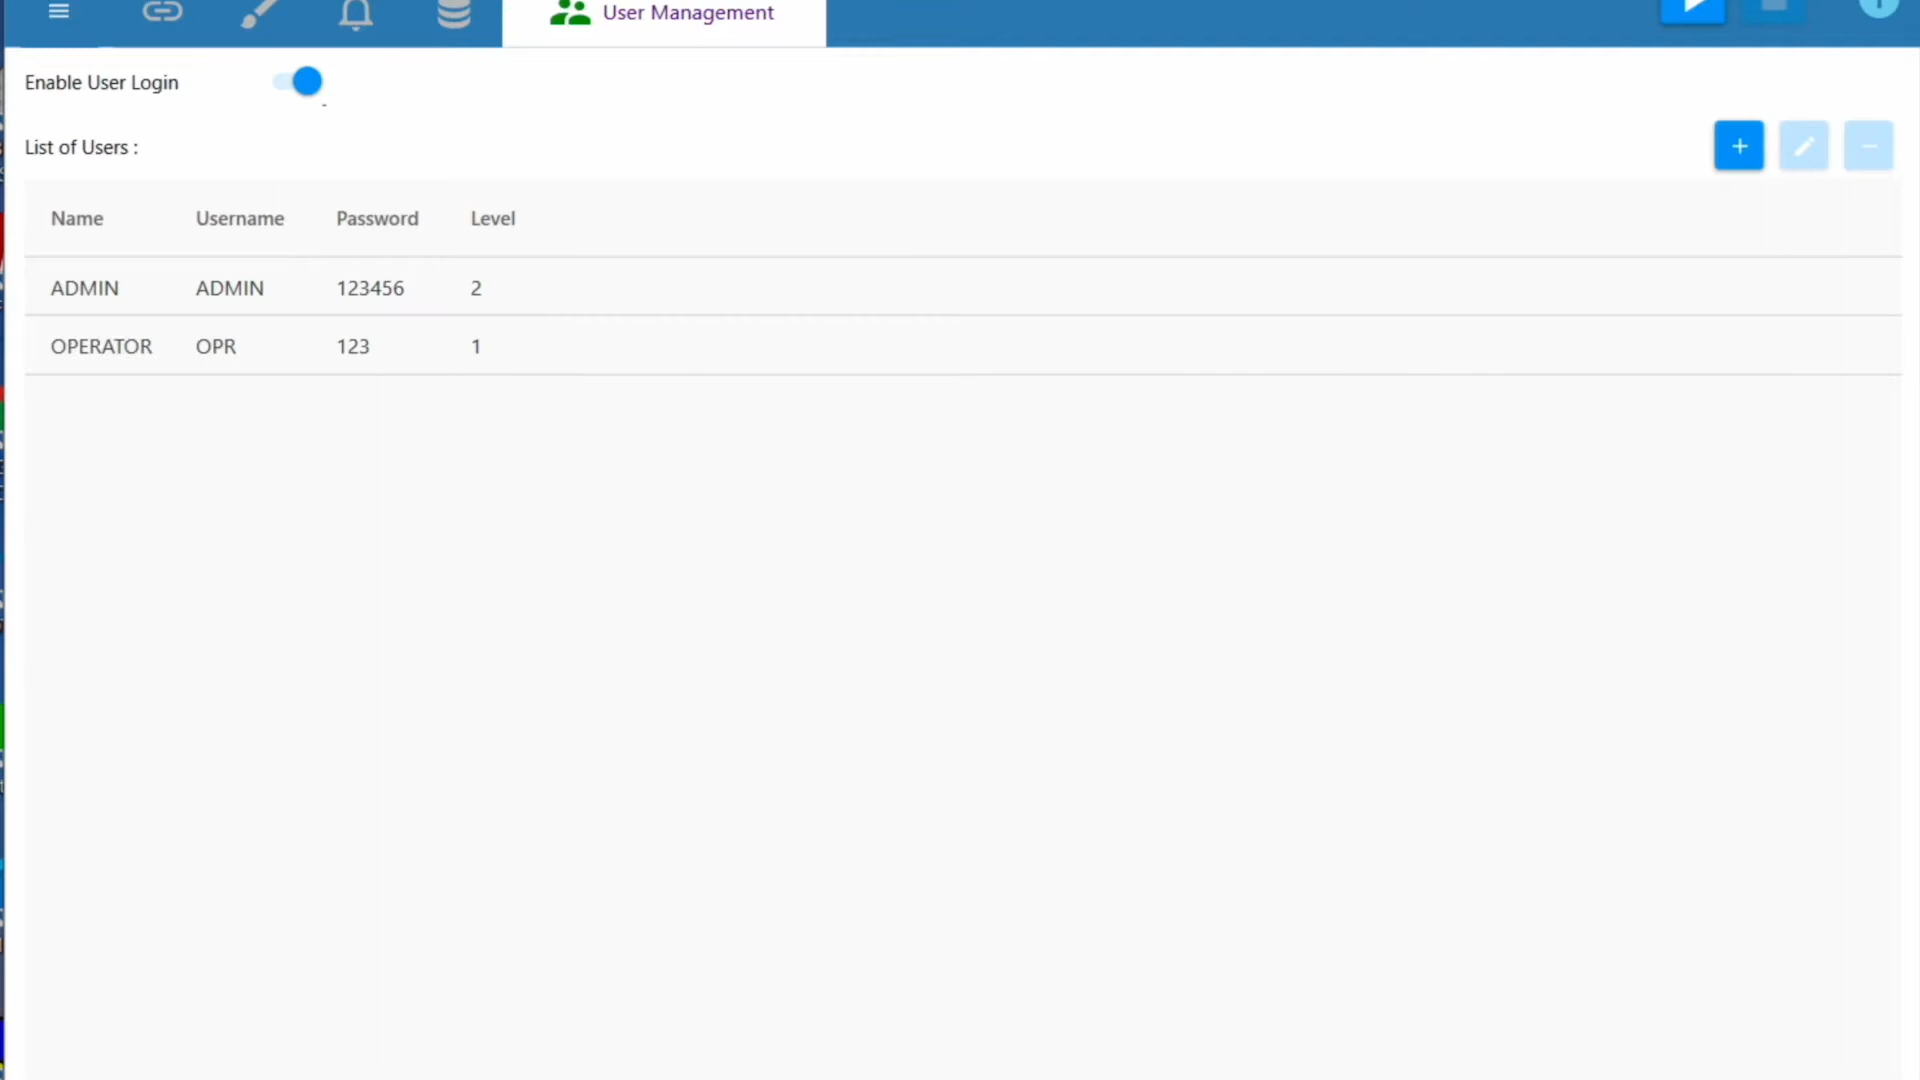 User Management
Enable User Login
List of Users :
Name Username Password Level
ADMIN ADMIN 123456 2
OPERATOR OPR 123 1